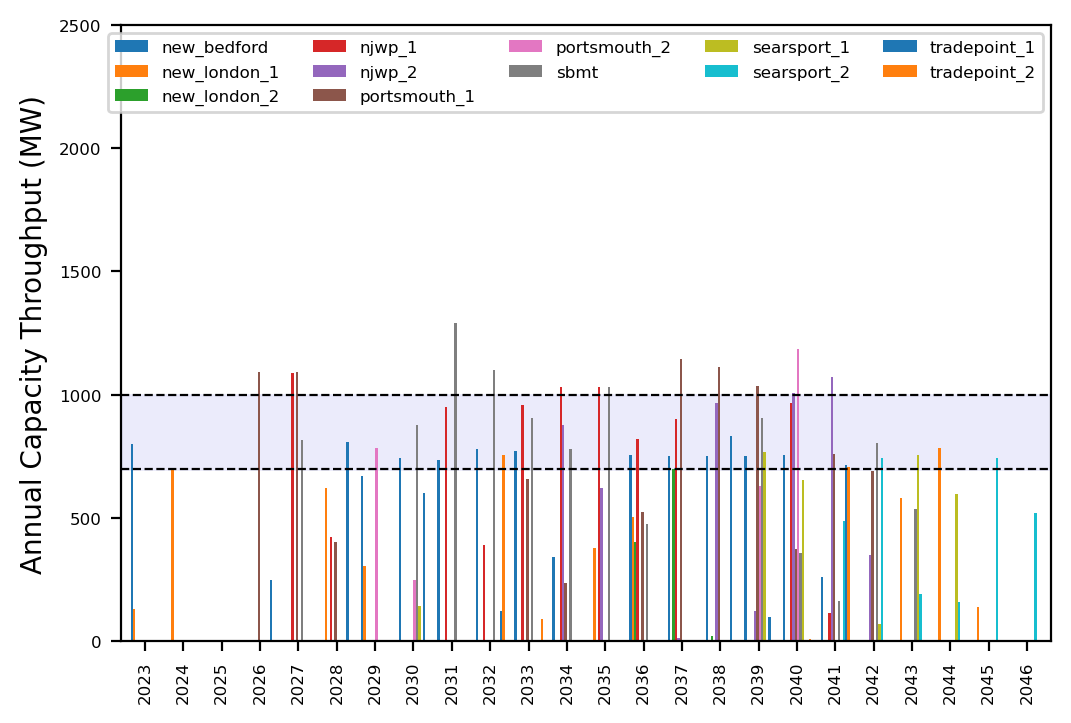 Annual Capacity Throughput (MW)
2500
2000
1500
1000
500
0
new_bedford njwp_1 portsmouth_2 searsport_1 tradepoint_1
new_london_1 njwp_2 sbmt searsport_2 tradepoint_2
new_london_2 portsmouth_1
2023 2024 2025 2026 2027 2028 2029 2030 2031 2032 2033 2034 2035 2036 2037 2038 2039 2040 2041 2042 2043 2044 2045 2046